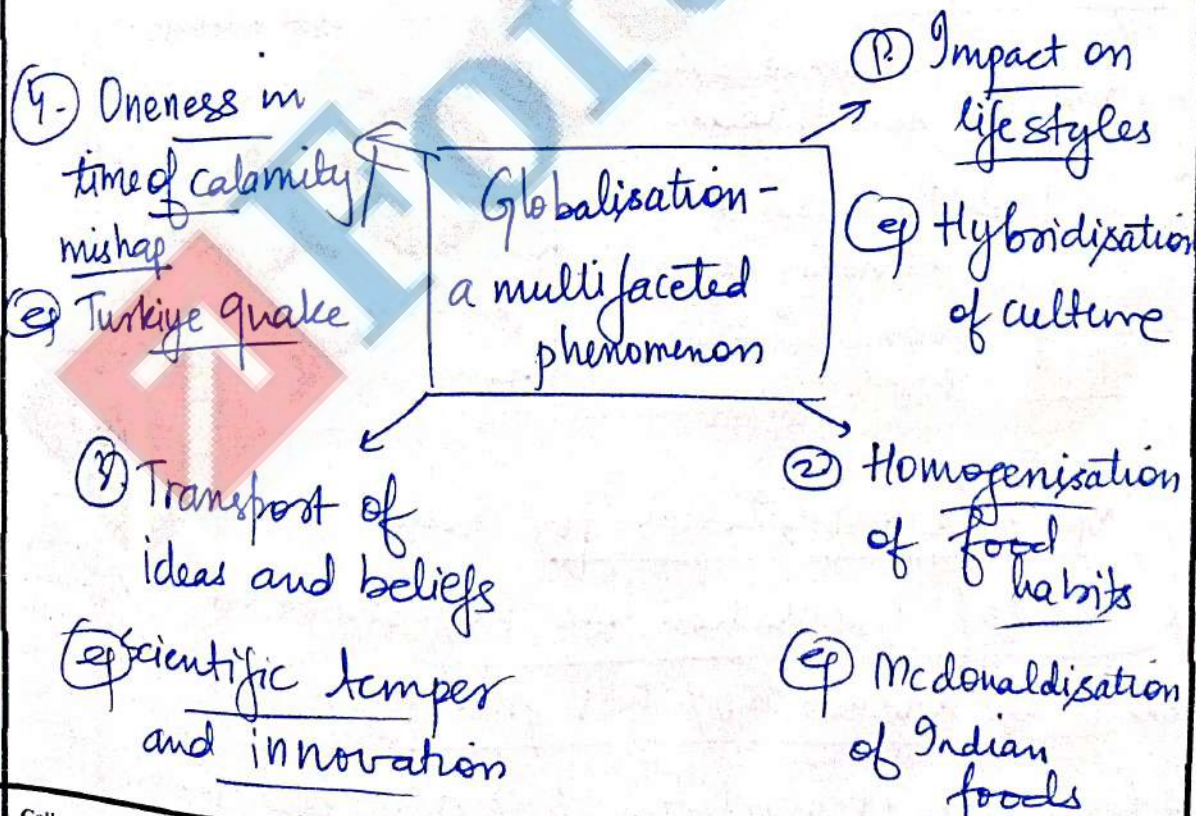 Globalisation -
a multifaceted
phenomenon
① Impact on
lifestyles
eg Hybridisation
of culture
② Homogenisation
of food
habits
eg Mcdonaldisation
of Indian
foods
③ Transport of
ideas and beliefs
eg Scientific temper
and innovation
④ Oneness in
time of calamity/
mishap
eg Turkiye quake
For